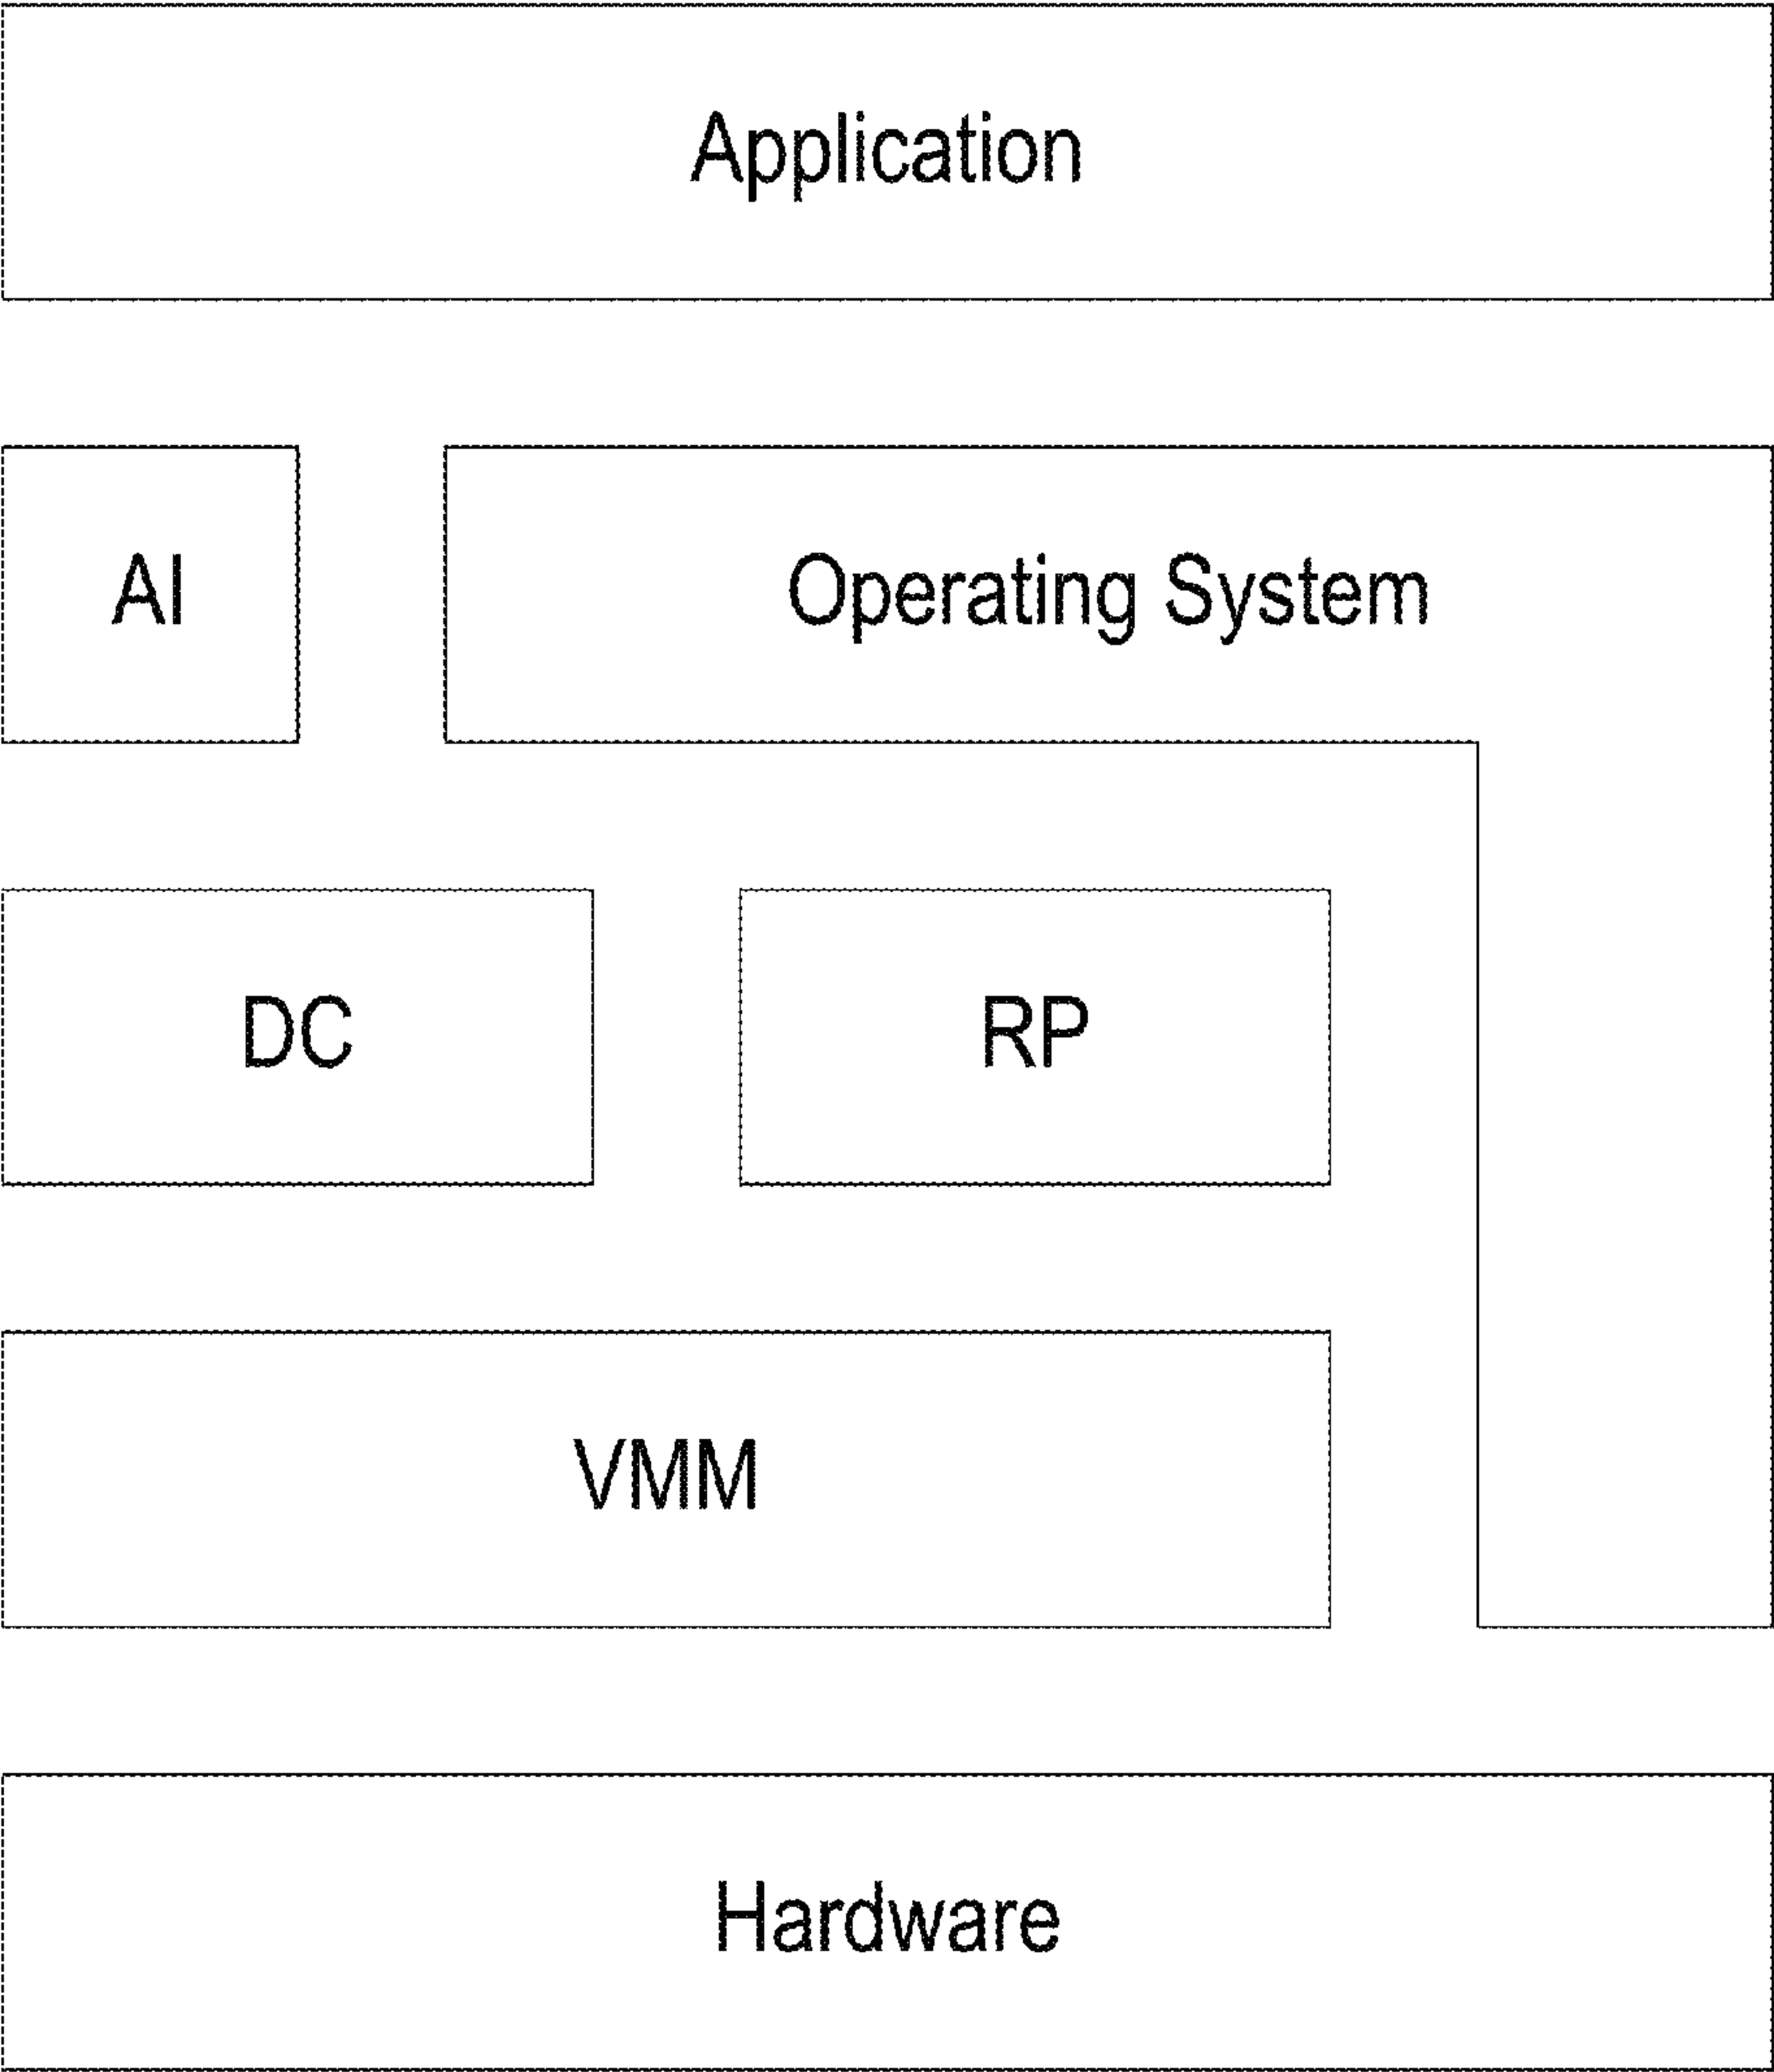 Application
AI
Operating System
DC
RP
VMM
Hardware